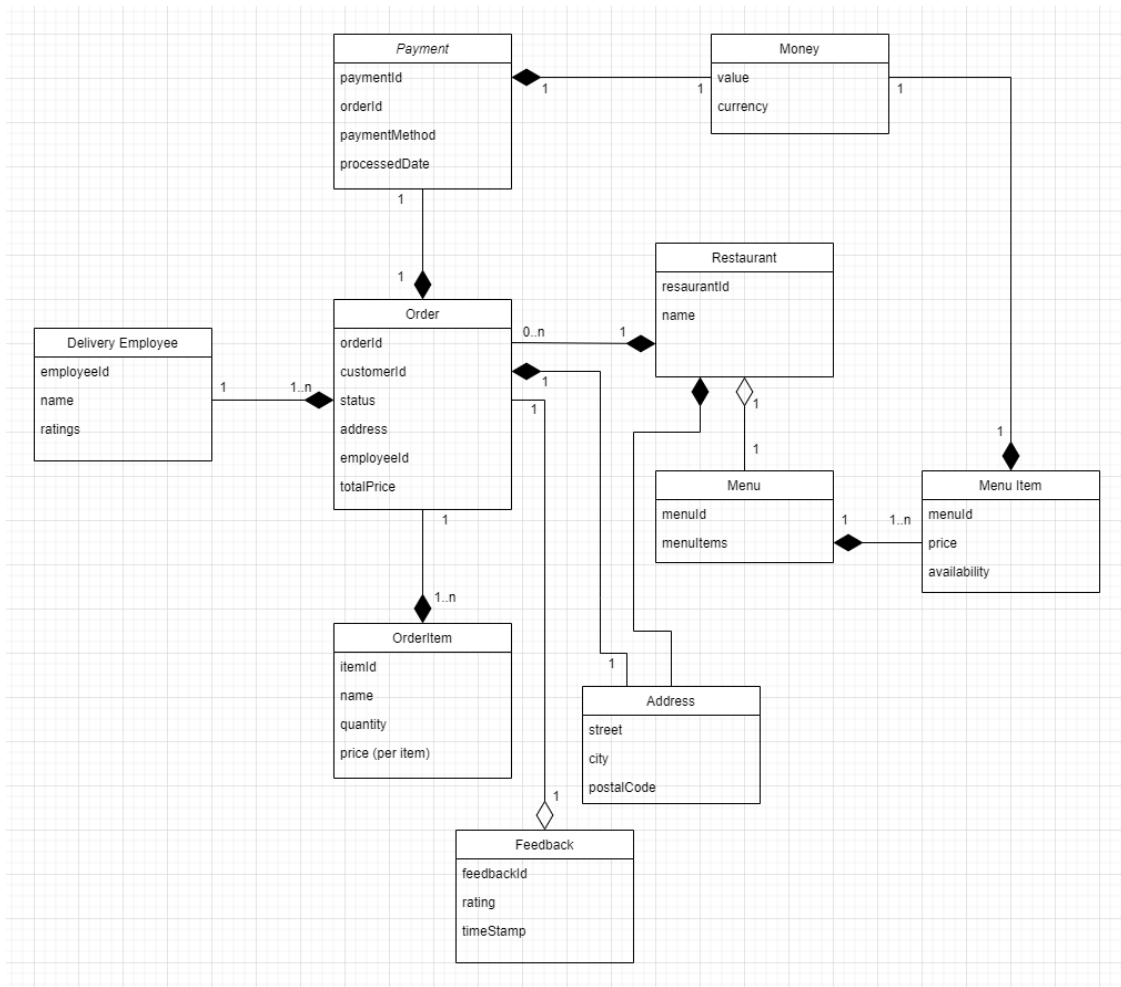 Payment
paymentId
orderId
paymentMethod
processedDate
1
1
Money
value
currency
1
1
1
1
Restaurant
resaurantId
name
0..n
1
1
1
Order
orderId
customerId
status
address
employeeId
totalPrice
1
1
1
Delivery Employee
employeeId
name
ratings
1
1..n
Menu
menuId
menuItems
1
1..n
Menu Item
menuId
price
availability
1..n
OrderItem
itemId
name
quantity
price (per item)
1
Address
street
city
postalCode
1
Feedback
feedbackId
rating
timeStamp